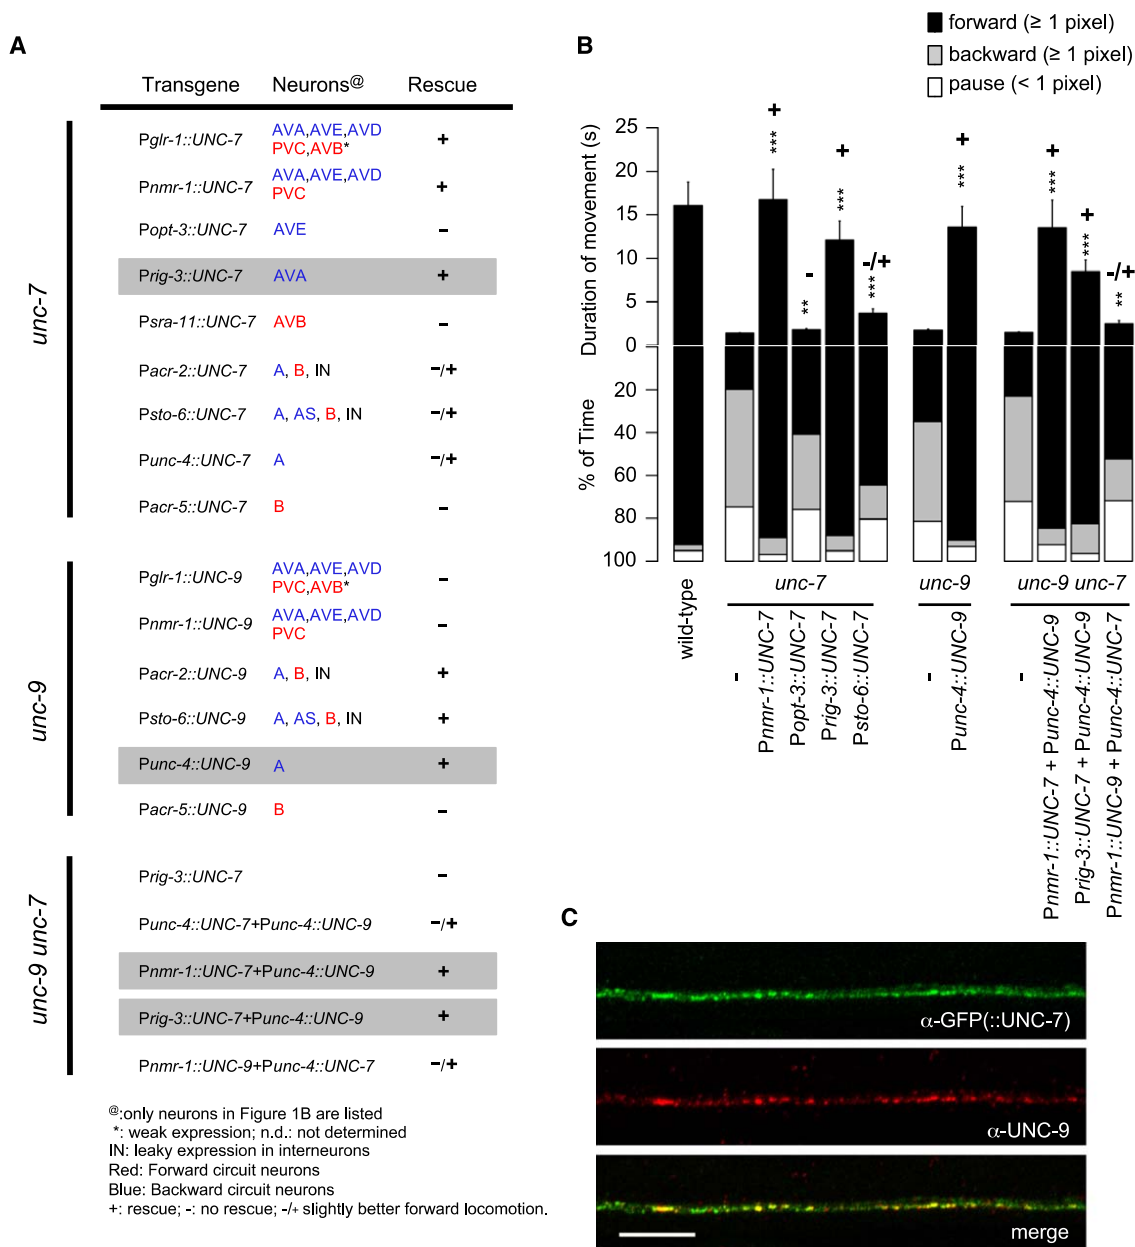 A
Transgene Neurons@ Rescue
unc-7
Pglr-1::UNC-7 AVA,AVE,AVD PVC,AVB* +
Pnmr-1::UNC-7 AVA,AVE,AVD PVC +
Popt-3::UNC-7 AVE -
Prig-3::UNC-7 AVA +
Psra-11::UNC-7 AVB -
Pacr-2::UNC-7 A, B, IN -/+
Psto-6::UNC-7 A, AS, B, IN -/+
Punc-4::UNC-7 A -/+
Pacr-5::UNC-7 B -
unc-9
Pglr-1::UNC-9 AVA,AVE,AVD PVC,AVB* -
Pnmr-1::UNC-9 AVA,AVE,AVD PVC -
Pacr-2::UNC-9 A, B, IN +
Psto-6::UNC-9 A, AS, B, IN +
Punc-4::UNC-9 A +
Pacr-5::UNC-9 B -
unc-9 unc-7
Prig-3::UNC-7 -
Punc-4::UNC-7+Punc-4::UNC-9 -/+
Pnmr-1::UNC-7+Punc-4::UNC-9 +
Prig-3::UNC-7+Punc-4::UNC-9 +
Pnmr-1::UNC-9+Punc-4::UNC-7 -/+
@:only neurons in Figure 1B are listed
*: weak expression; n.d.: not determined
IN: leaky expression in interneurons
Red: Forward circuit neurons
Blue: Backward circuit neurons
+: rescue; -: no rescue; -/+ slightly better forward locomotion.
B
forward (≥ 1 pixel)
backward (≥ 1 pixel)
pause (< 1 pixel)
Duration of movement (s)
25
20
15
10
5
0
% of Time
20
40
60
80
100
+ *** 
- **
+ ***
-/+ ***
+ ***
+ ***
+ ***
-/+ **
wild-type
unc-7
-
Pnmr-1::UNC-7
Popt-3::UNC-7
Prig-3::UNC-7
Psto-6::UNC-7
unc-9
-
Punc-4::UNC-9
unc-9 unc-7
-
Pnmr-1::UNC-7 + Punc-4::UNC-9
Prig-3::UNC-7 + Punc-4::UNC-9
Pnmr-1::UNC-9 + Punc-4::UNC-7
C
α-GFP(::UNC-7)
α-UNC-9
merge